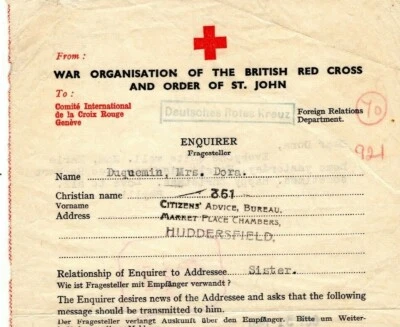 From :
WAR ORGANISATION OF THE BRITISH RED CROSS
AND ORDER OF ST. JOHN
To :
Comité International
de la Croix Rouge
Genève
Deutsches Rotes Kreuz
Foreign Relations
Department.
70
921
ENQUIRER
Fragesteller
Name Duquemin, Mrs. Dora.
Christian name
Vorname
361
Address
CITIZENS' ADVICE, BUREAU,
MARKET PLACE CHAMBERS,
HUDDERSFIELD,
Relationship of Enquirer to Addressee Sister.
Wie ist Fragesteller mit Empfänger verwandt ?
The Enquirer desires news of the Addressee and asks that the following
message should be transmitted to him.
Der Fragesteller verlangt Auskunft über den Empfänger. Bitte um Weiter-